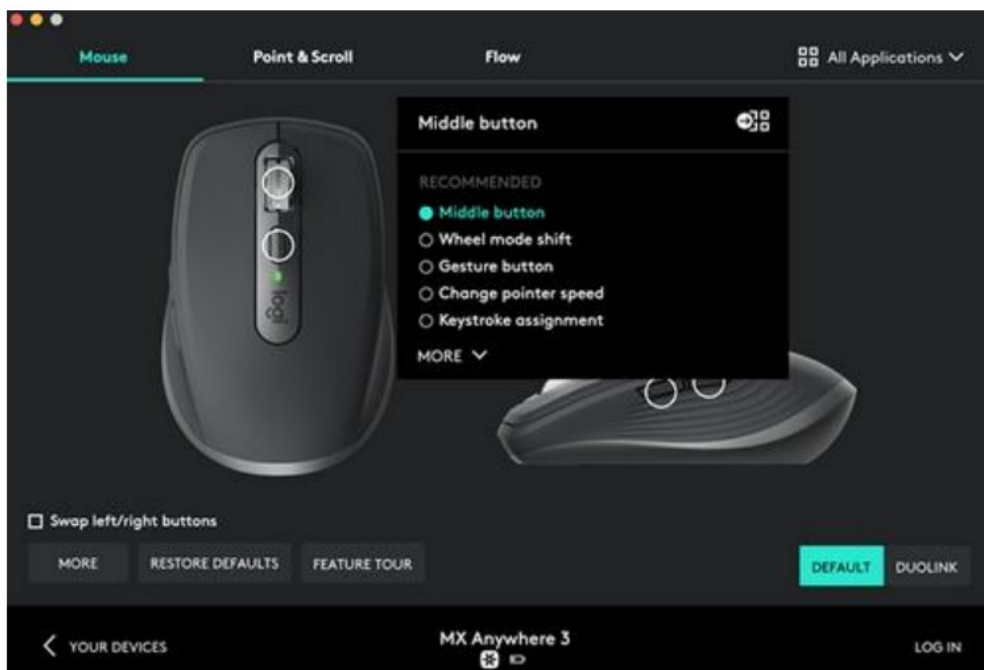 Mouse
Point & Scroll
Flow
All Applications
Middle button
RECOMMENDED
Middle button
Wheel mode shift
Gesture button
Change pointer speed
Keystroke assignment
MORE
logi
Swap left/right buttons
MORE
RESTORE DEFAULTS
FEATURE TOUR
DEFAULT
DUOLINK
YOUR DEVICES
MX Anywhere 3
LOG IN